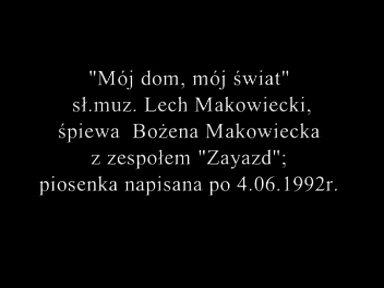 "Mój dom, mój świat"
sł.muz. Lech Makowiecki,
śpiewa Bożena Makowiecka
z zespołem "Zayazd";
piosenka napisana po 4.06.1992r.